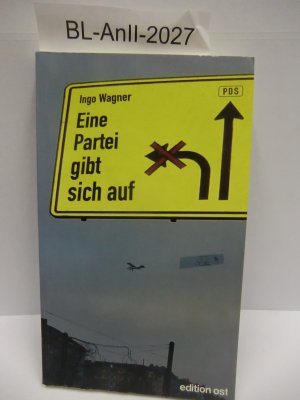 BL-AnII-2027
PDS
Ingo Wagner
Eine
Partei
gibt
sich auf
edition ost